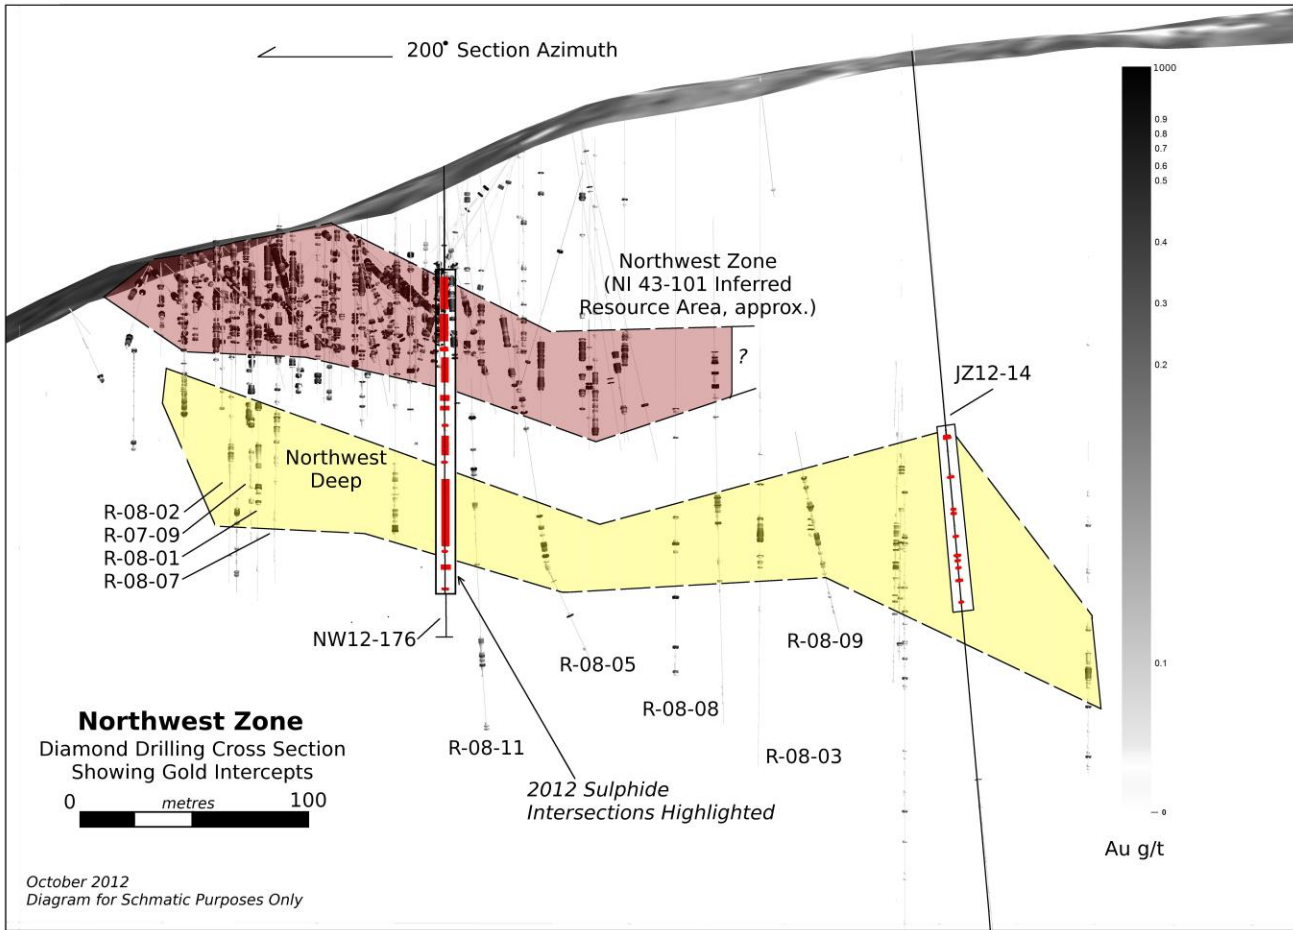 200° Section Azimuth
1000
0.9
0.8
0.7
0.6
0.5
0.4
0.3
0.2
0.1
0
Au g/t
Northwest Zone
(NI 43-101 Inferred
Resource Area, approx.)
?
JZ12-14
Northwest
Deep
R-08-02
R-07-09
R-08-01
R-08-07
NW12-176
R-08-05
R-08-09
R-08-08
R-08-11
R-08-03
2012 Sulphide
Intersections Highlighted
Northwest Zone
Diamond Drilling Cross Section
Showing Gold Intercepts
0 metres 100
October 2012
Diagram for Schmatic Purposes Only